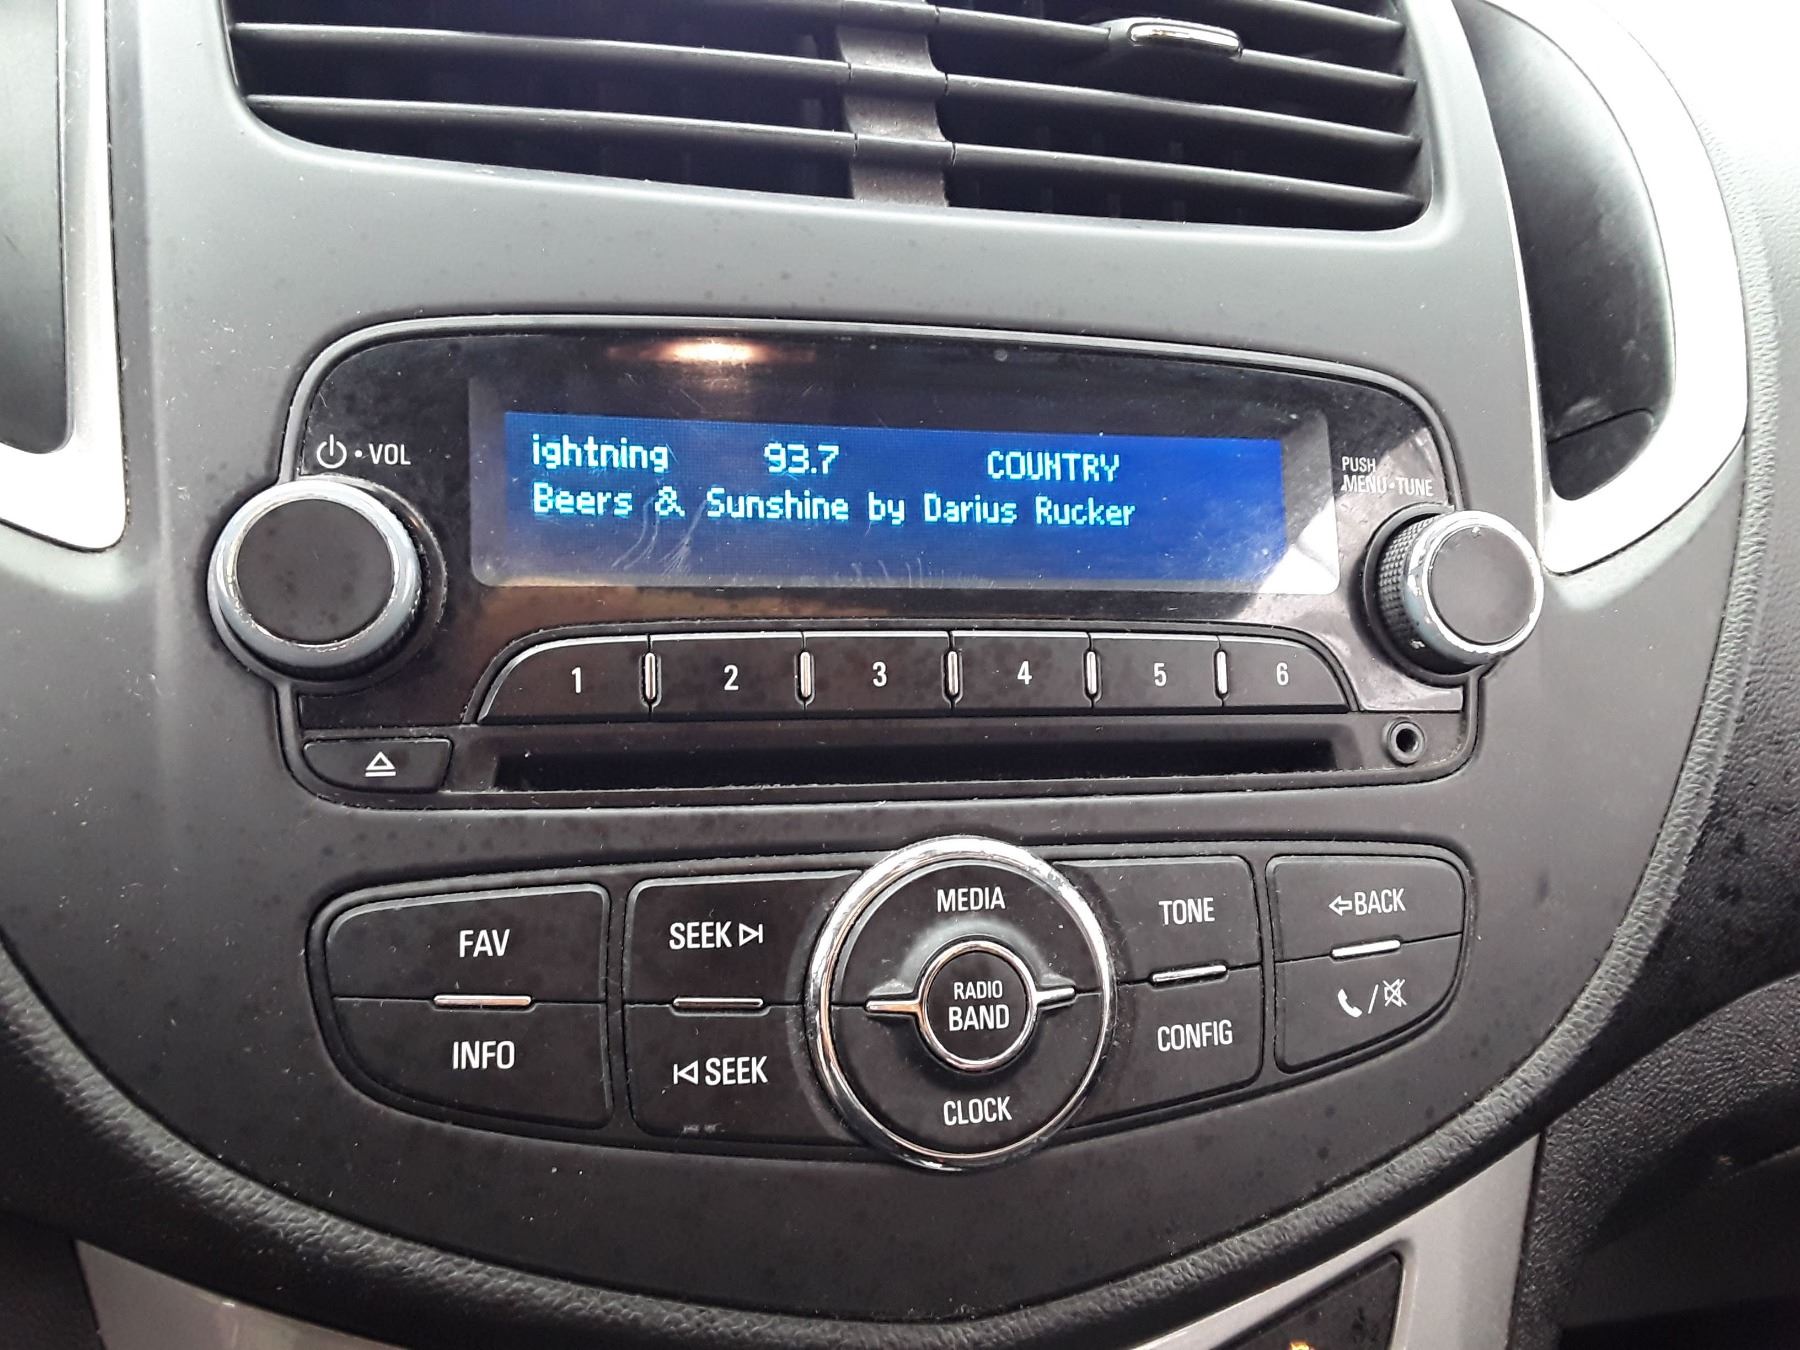 VOL
ightning 93.7 COUNTRY
Beers & Sunshine by Darius Rucker
PUSH
MENU•TUNE
1 2 3 4 5 6
FAV
INFO
SEEK
SEEK
MEDIA
RADIO
BAND
CLOCK
TONE
CONFIG
BACK
/